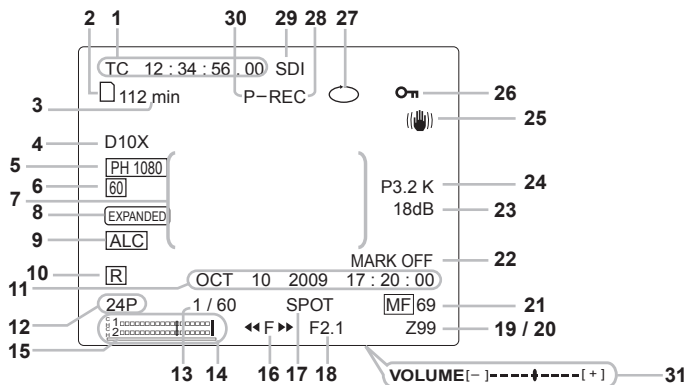 30 29 28 27
2 1
TC 12 : 34 : 56 . 00 SDI
112 min
3
P–REC
26
25
4 D10X
5 PH 1080
6 60
7
P3.2 K 24
8 EXPANDED
18dB 23
9 ALC
MARK OFF 22
10 R
11 OCT 10 2009 17 : 20 : 00
12 24P
1 / 60 SPOT MF 69 21
CH 1
2
◀◀ F ▶▶ F2.1 Z99 19 / 20
15 13 14 16 17 18
VOLUME [ – ] [ + ] 31